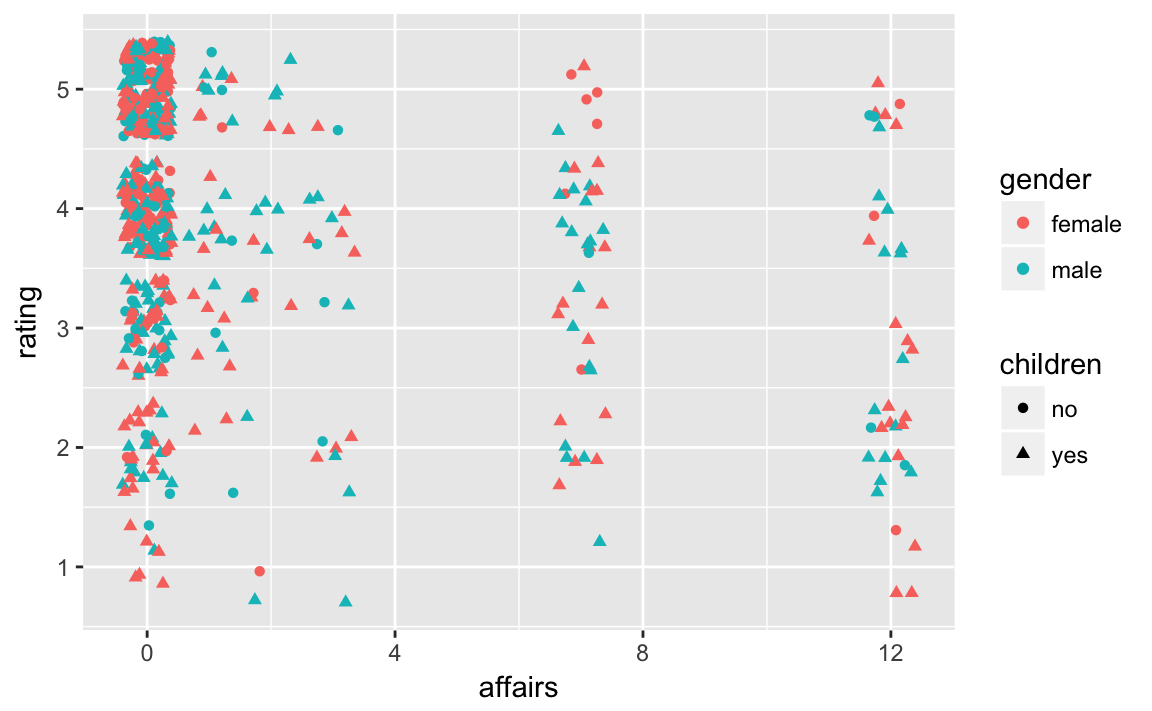 5
4
3
2
1
rating
0
4
8
12
affairs
gender
female
male
children
no
yes